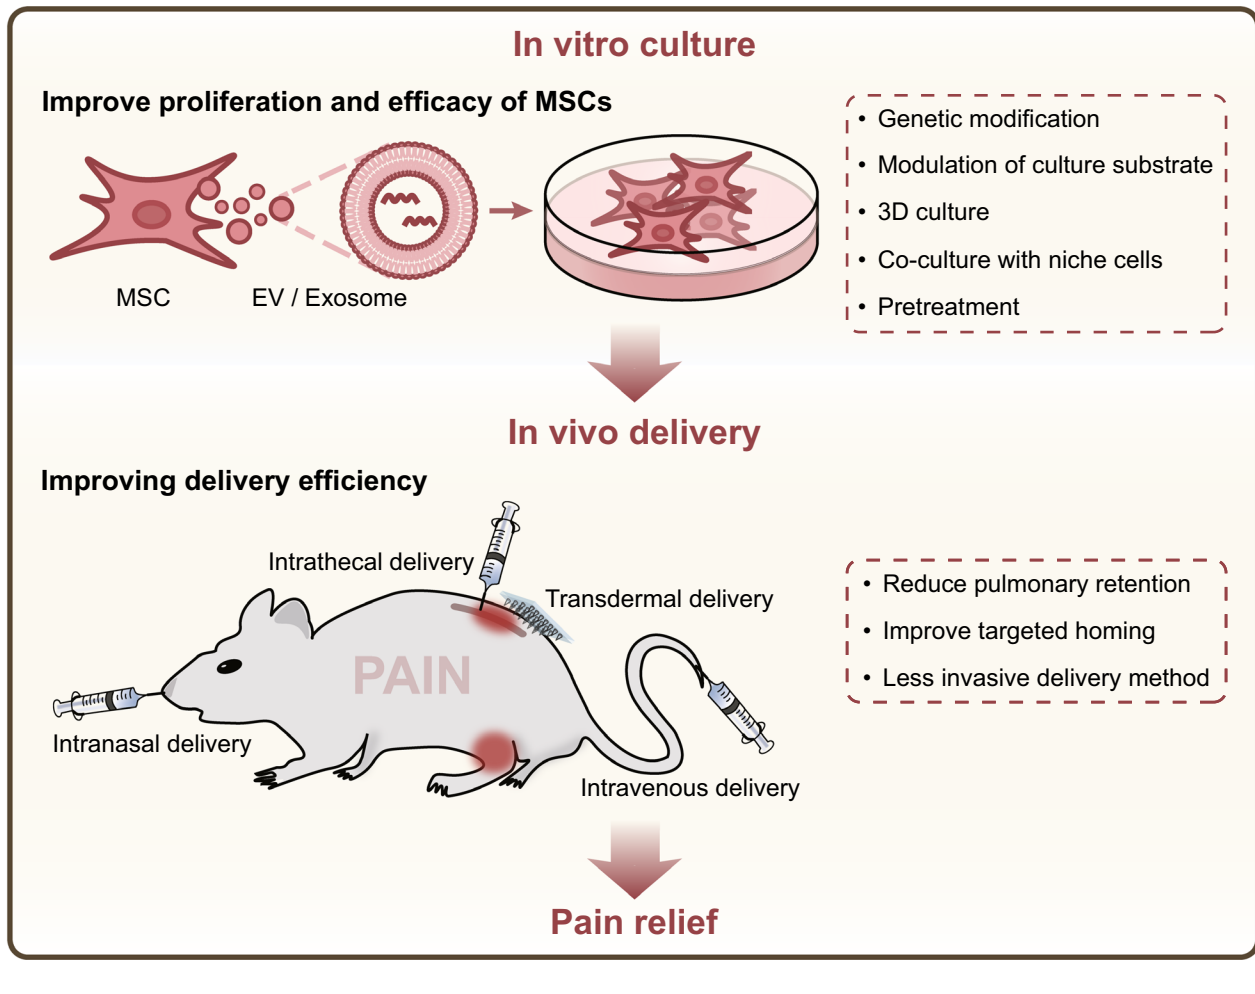 In vitro culture
Improve proliferation and efficacy of MSCs
MSC
EV / Exosome
• Genetic modification
• Modulation of culture substrate
• 3D culture
• Co-culture with niche cells
• Pretreatment
In vivo delivery
Improving delivery efficiency
Intrathecal delivery
Transdermal delivery
PAIN
Intranasal delivery
Intravenous delivery
• Reduce pulmonary retention
• Improve targeted homing
• Less invasive delivery method
Pain relief